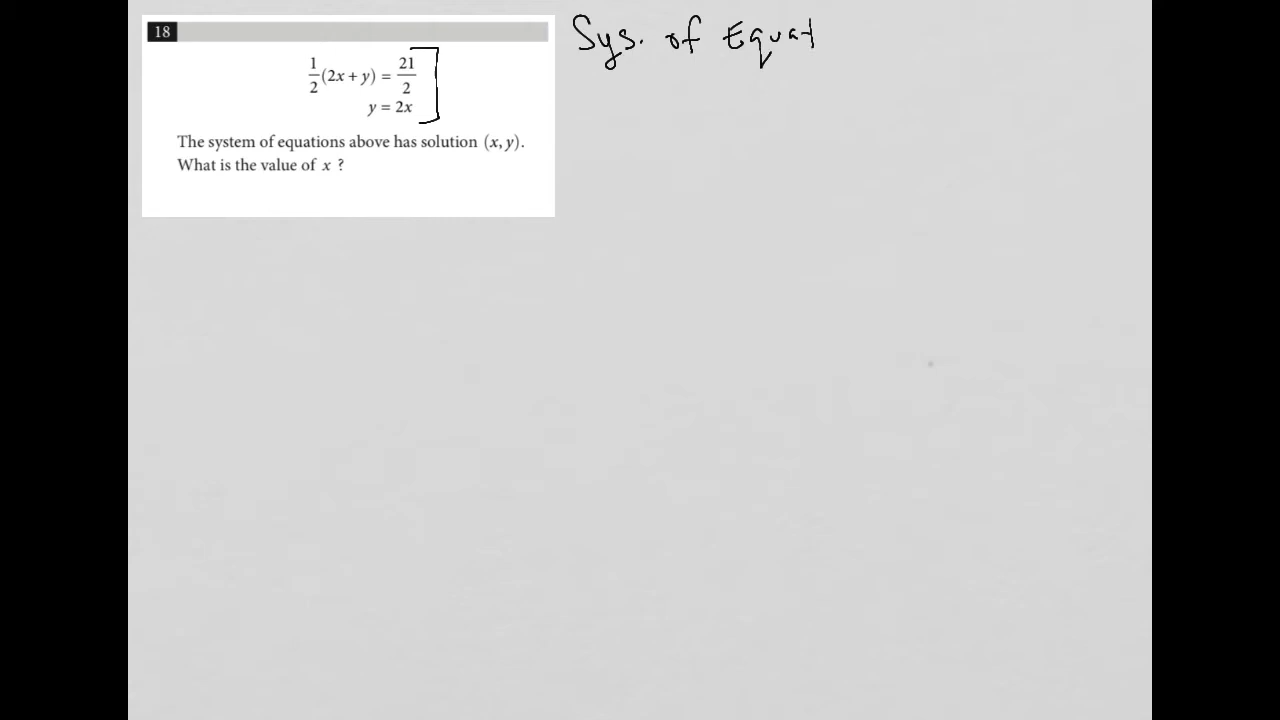 18
Sys. of Equat
1/2(2x + y) = 21/2
y = 2x
The system of equations above has solution (x, y).
What is the value of x ?